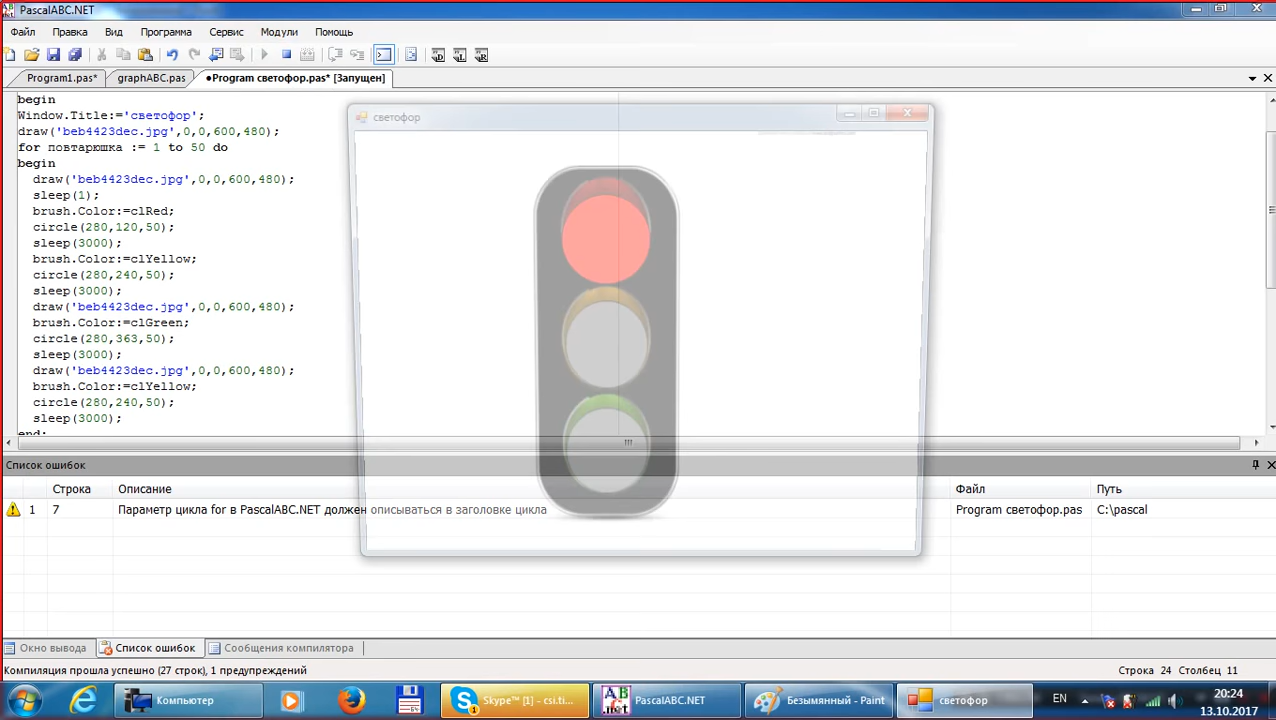 PascalABC.NET
Файл Правка Вид Программа Сервис Модули Помощь
Program1.pas* graphABC.pas •Program светофор.pas* [Запущен]
begin
Window.Title:='светофор';
draw('beb4423dec.jpg',0,0,600,480);
for повтарюшка := 1 to 50 do
begin
draw('beb4423dec.jpg',0,0,600,480);
sleep(1);
brush.Color:=clRed;
circle(280,120,50);
sleep(3000);
brush.Color:=clYellow;
circle(280,240,50);
sleep(3000);
draw('beb4423dec.jpg',0,0,600,480);
brush.Color:=clGreen;
circle(280,363,50);
sleep(3000);
draw('beb4423dec.jpg',0,0,600,480);
brush.Color:=clYellow;
circle(280,240,50);
sleep(3000);
end;
светофор
Список ошибок
Строка Описание Файл Путь
1 7 Параметр цикла for в PascalABC.NET должен описываться в заголовке цикла Program светофор.pas C:\pascal
Окно вывода Список ошибок Сообщения компилятора
Компиляция прошла успешно (27 строк), 1 предупреждений Строка 24 Столбец 11
Компьютер Skype™ [1] - csi.ti... PascalABC.NET Безымянный - Paint светофор EN 20:24
13.10.2017